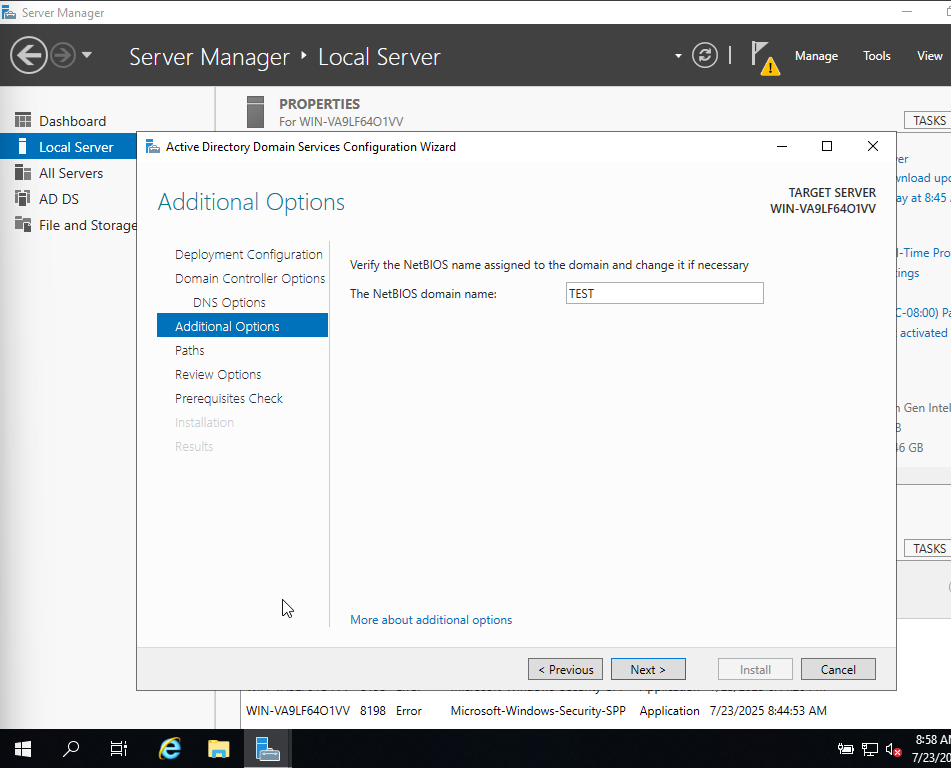 Server Manager
Server Manager
Local Server
Manage
Tools
View
Dashboard
Local Server
All Servers
AD DS
File and Storage
PROPERTIES
For WIN-VA9LF64O1VV
TASKS
Active Directory Domain Services Configuration Wizard
Additional Options
TARGET SERVER
WIN-VA9LF64O1VV
Deployment Configuration
Domain Controller Options
DNS Options
Additional Options
Paths
Review Options
Prerequisites Check
Installation
Results
Verify the NetBIOS name assigned to the domain and change it if necessary
The NetBIOS domain name:
TEST
More about additional options
< Previous
Next >
Install
Cancel
ay at 8:45
-Time Pro
C-08:00) Pa
activated
Gen Intel
46 GB
TASKS
WIN-VA9LF64O1VV 8198 Error Microsoft-Windows-Security-SPP Application 7/23/2025 8:44:53 AM
8:58 AM
7/23/20